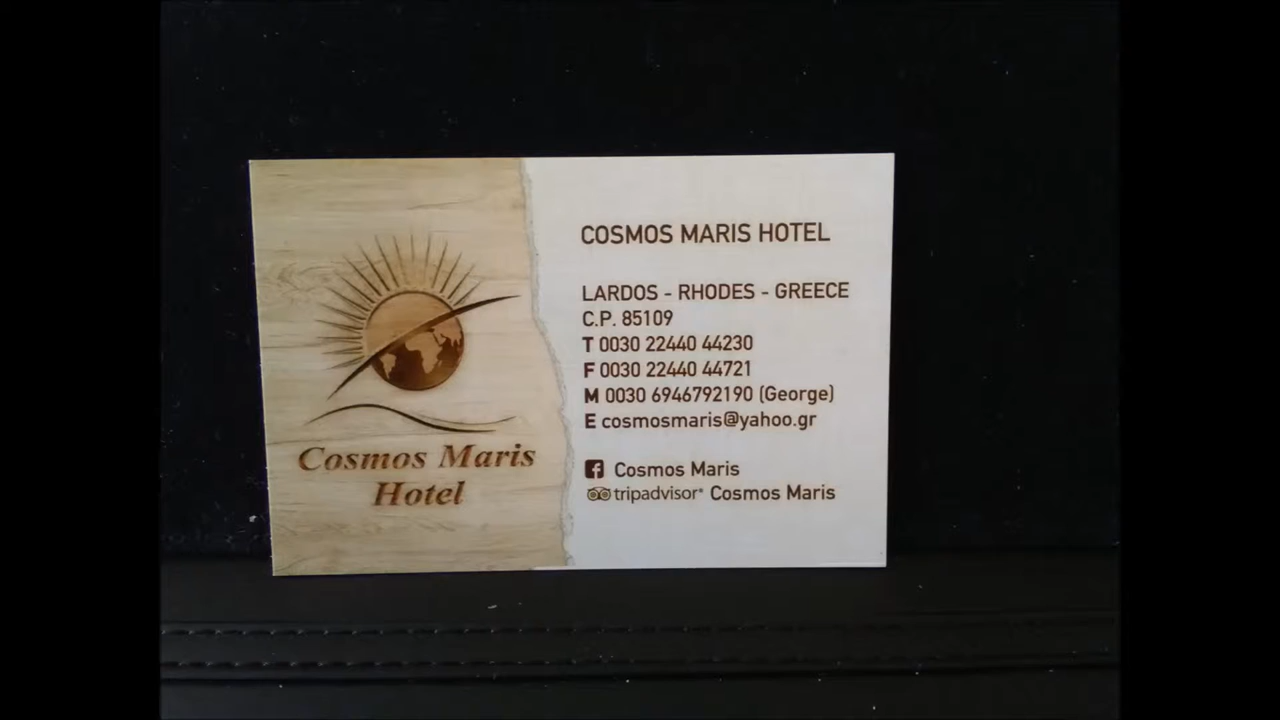 Cosmos Maris
Hotel
COSMOS MARIS HOTEL
LARDOS - RHODES - GREECE
C.P. 85109
T 0030 22440 44230
F 0030 22440 44721
M 0030 6946792190 (George)
E cosmosmaris@yahoo.gr
f Cosmos Maris
tripadvisor® Cosmos Maris